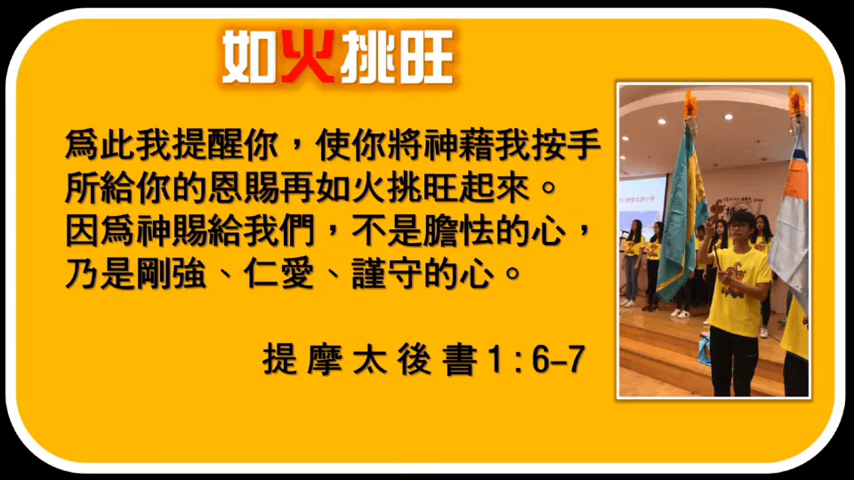 如火挑旺
為此我提醒你，使你將神藉我按手
所給你的恩賜再如火挑旺起來。
因為神賜給我們，不是膽怯的心，
乃是剛強、仁愛、謹守的心。
提摩太後書1:6-7